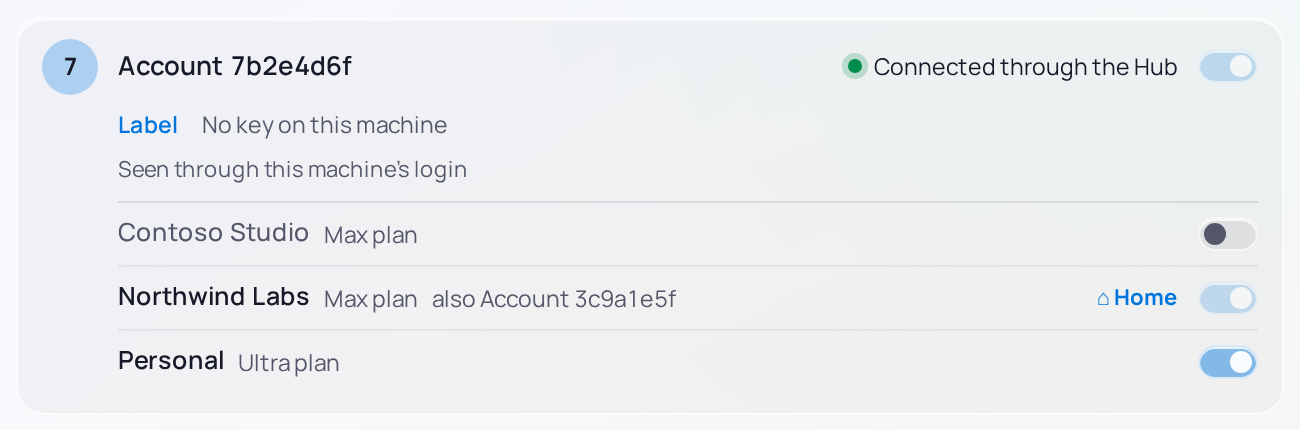 7 Account 7b2e4d6f Connected through the Hub
Label No key on this machine
Seen through this machine’s login
Contoso Studio Max plan
Northwind Labs Max plan also Account 3c9a1e5f ⌂ Home
Personal Ultra plan